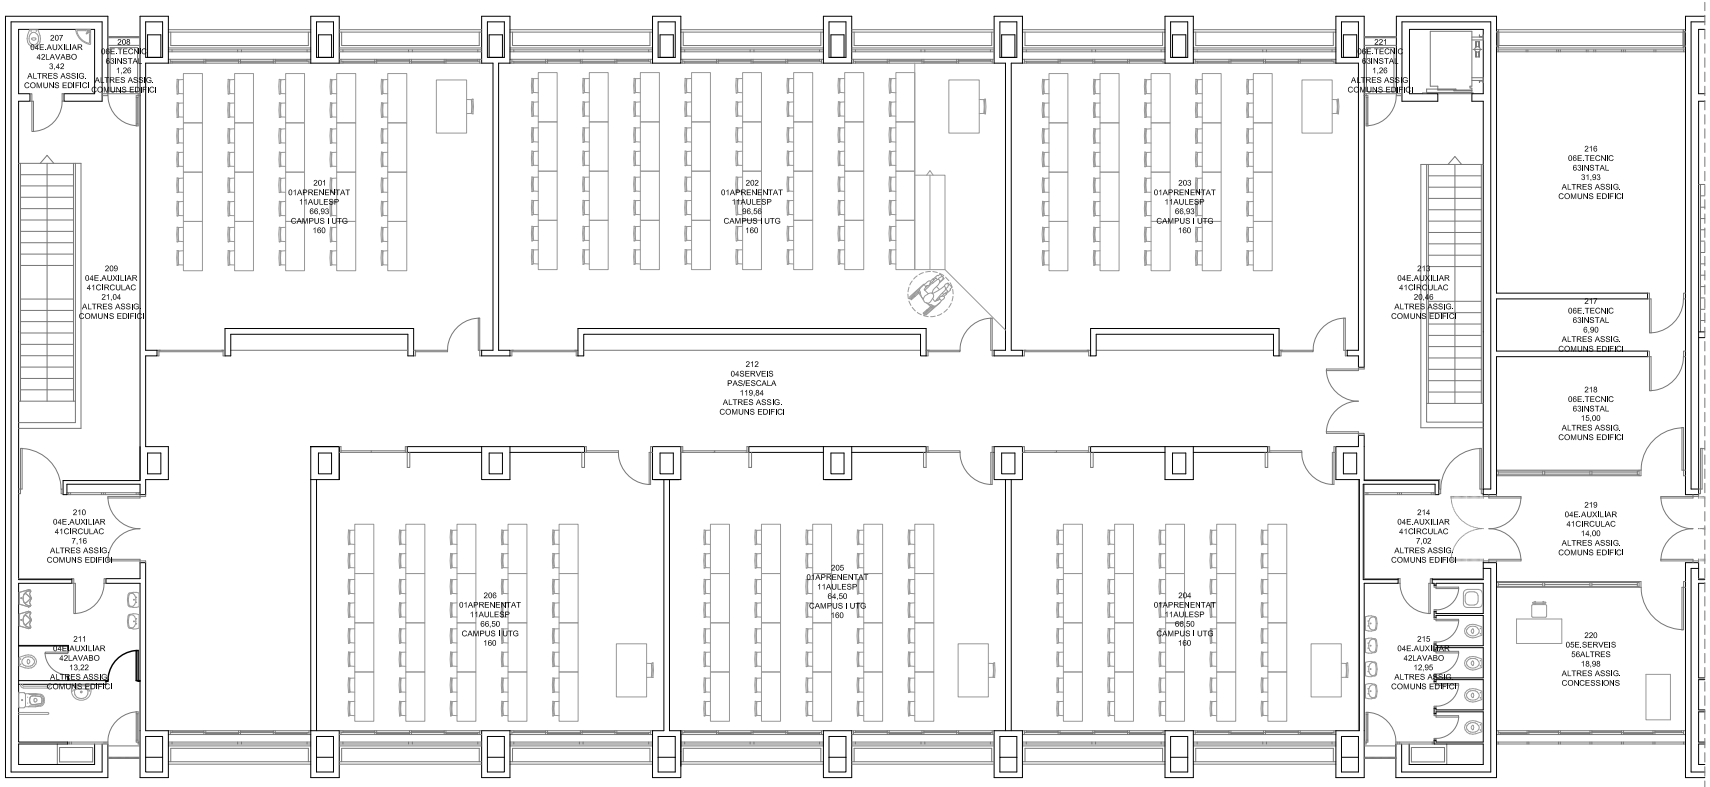 207
04E.AUXILIAR
42LAVABO
3,42
ALTRES ASSIG.
COMUNS EDIFICI
208
06E.TECNIC
63INSTAL
1,26
ALTRES ASSIG.
COMUNS EDIFICI
221
06E.TECNIC
63INSTAL
1,26
ALTRES ASSIG.
COMUNS EDIFICI
201
01APRENENTAT
11AULESP
66,93
CAMPUS I UTG
160
202
01APRENENTAT
11AULESP
96,56
CAMPUS I UTG
160
203
01APRENENTAT
11AULESP
66,93
CAMPUS I UTG
160
216
06E.TECNIC
63INSTAL
31,93
ALTRES ASSIG.
COMUNS EDIFICI
209
04E.AUXILIAR
41CIRCULAC
21,04
ALTRES ASSIG.
COMUNS EDIFICI
213
04E.AUXILIAR
41CIRCULAC
20,46
ALTRES ASSIG.
COMUNS EDIFICI
217
06E.TECNIC
63INSTAL
6,90
ALTRES ASSIG.
COMUNS EDIFICI
212
04SERVEIS
PAS/ESCALA
119,84
ALTRES ASSIG.
COMUNS EDIFICI
218
06E.TECNIC
63INSTAL
15,00
ALTRES ASSIG.
COMUNS EDIFICI
210
04E.AUXILIAR
41CIRCULAC
7,16
ALTRES ASSIG.
COMUNS EDIFICI
214
04E.AUXILIAR
41CIRCULAC
7,02
ALTRES ASSIG.
COMUNS EDIFICI
219
04E.AUXILIAR
41CIRCULAC
14,00
ALTRES ASSIG.
COMUNS EDIFICI
206
01APRENENTAT
11AULESP
66,50
CAMPUS I UTG
160
205
01APRENENTAT
11AULESP
64,50
CAMPUS I UTG
160
204
01APRENENTAT
11AULESP
66,50
CAMPUS I UTG
160
211
04E.AUXILIAR
42LAVABO
13,22
ALTRES ASSIG.
COMUNS EDIFICI
215
04E.AUXILIAR
42LAVABO
12,95
ALTRES ASSIG.
COMUNS EDIFICI
220
05E.SERVEIS
56ALTRES
18,98
ALTRES ASSIG.
CONCESSIONS